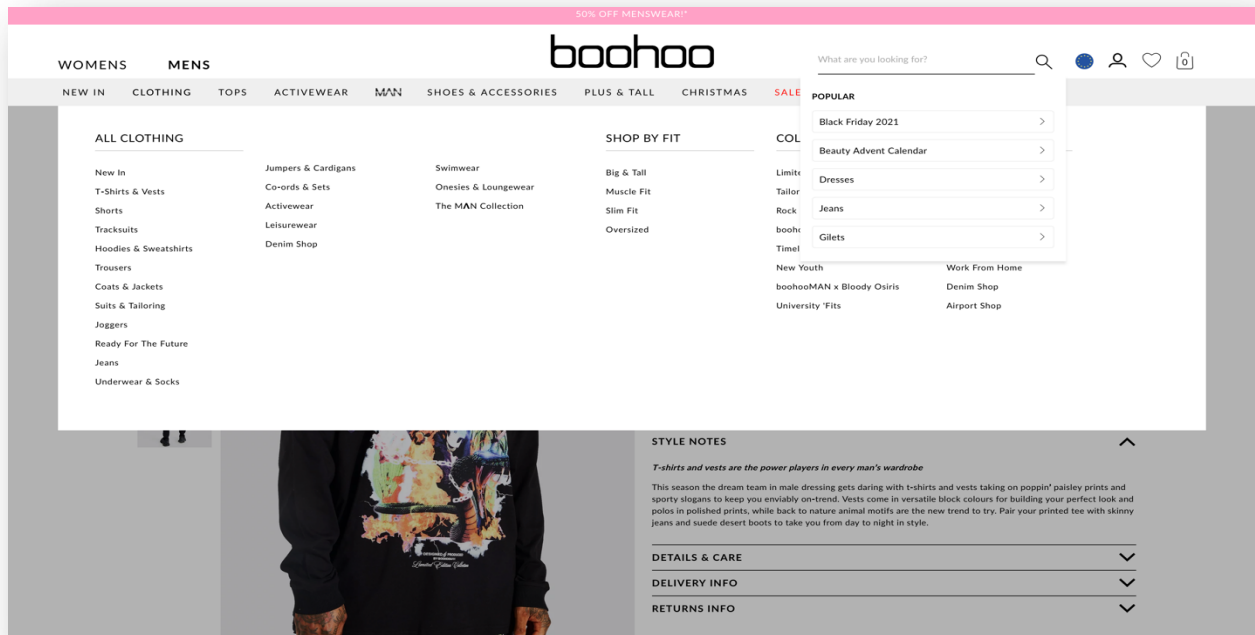 50% OFF MENSWEAR!*
boohoo
WOMENS MENS
What are you looking for?
0
NEW IN CLOTHING TOPS ACTIVEWEAR MAN SHOES & ACCESSORIES PLUS & TALL CHRISTMAS SALE
POPULAR
Black Friday 2021
Beauty Advent Calendar
Dresses
Jeans
Gilets
ALL CLOTHING
New In
T-Shirts & Vests
Shorts
Tracksuits
Hoodies & Sweatshirts
Trousers
Coats & Jackets
Suits & Tailoring
Joggers
Ready For The Future
Jeans
Underwear & Socks
Jumpers & Cardigans
Co-ords & Sets
Activewear
Leisurewear
Denim Shop
Swimwear
Onesies & Loungewear
The MAN Collection
SHOP BY FIT
Big & Tall
Muscle Fit
Slim Fit
Oversized
COL
Limite
Tailor
Rock
booho
Timel
New Youth
boohooMAN x Bloody Osiris
University 'Fits
Work From Home
Denim Shop
Airport Shop
STYLE NOTES
T-shirts and vests are the power players in every man's wardrobe
This season the dream team in male dressing gets daring with t-shirts and vests taking on poppin' paisley prints and
sporty slogans to keep you enviably on-trend. Vests come in versatile block colours for building your perfect look and
polos in polished prints, while back to nature animal motifs are the new trend to try. Pair your printed tee with skinny
jeans and suede desert boots to take you from day to night in style.
DETAILS & CARE
DELIVERY INFO
RETURNS INFO
Limited Edition